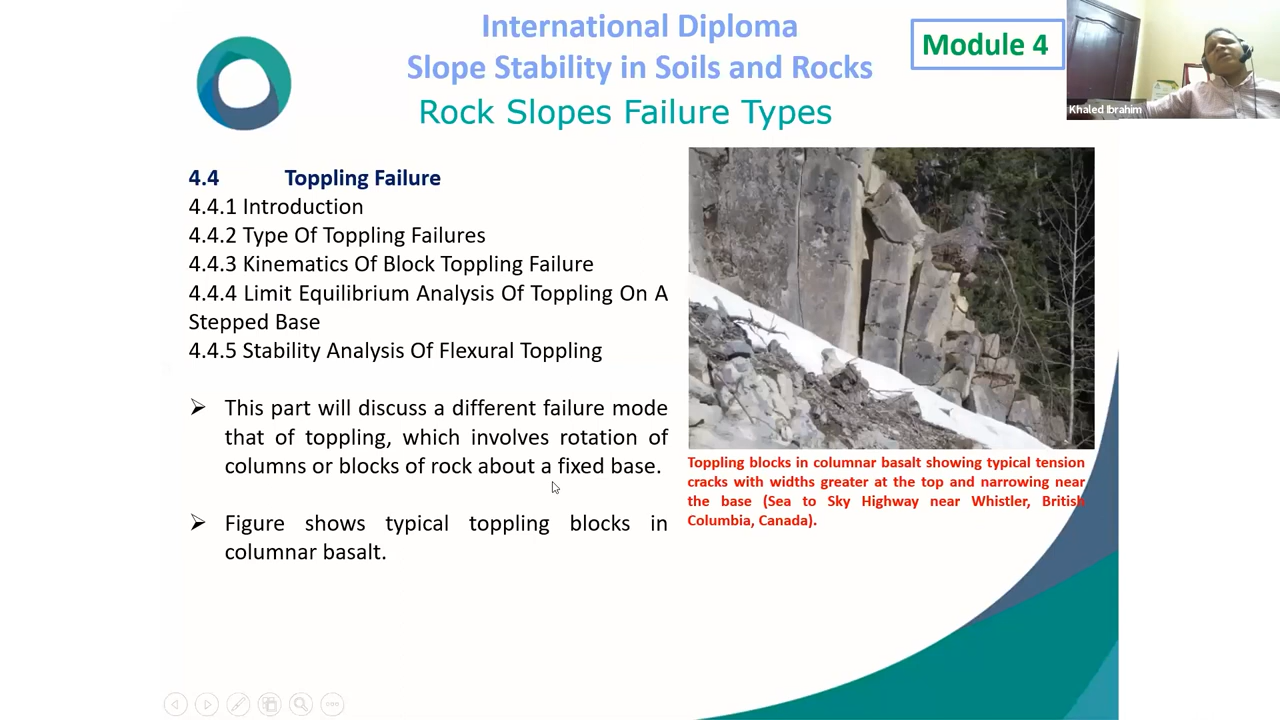 International Diploma
Slope Stability in Soils and Rocks
Rock Slopes Failure Types
Module 4
Khaled Ibrahim
4.4 Toppling Failure
4.4.1 Introduction
4.4.2 Type Of Toppling Failures
4.4.3 Kinematics Of Block Toppling Failure
4.4.4 Limit Equilibrium Analysis Of Toppling On A
Stepped Base
4.4.5 Stability Analysis Of Flexural Toppling
This part will discuss a different failure mode
that of toppling, which involves rotation of
columns or blocks of rock about a fixed base.
Figure shows typical toppling blocks in
columnar basalt.
Toppling blocks in columnar basalt showing typical tension
cracks with widths greater at the top and narrowing near
the base (Sea to Sky Highway near Whistler, British
Columbia, Canada).